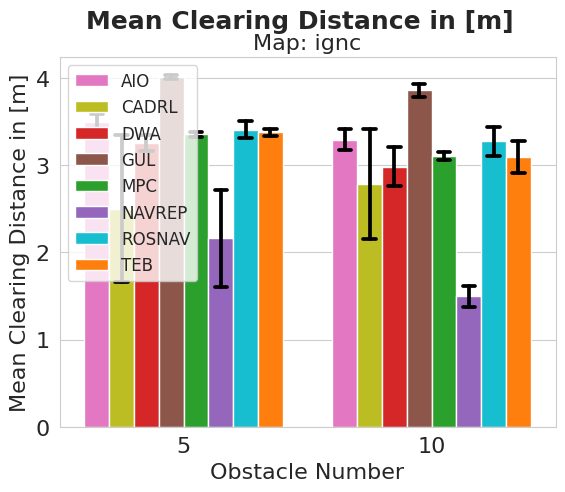 Mean Clearing Distance in [m]
Map: ignc
Mean Clearing Distance in [m]
4
3
2
1
0
AIO
CADRL
DWA
GUL
MPC
NAVREP
ROSNAV
TEB
5
10
Obstacle Number